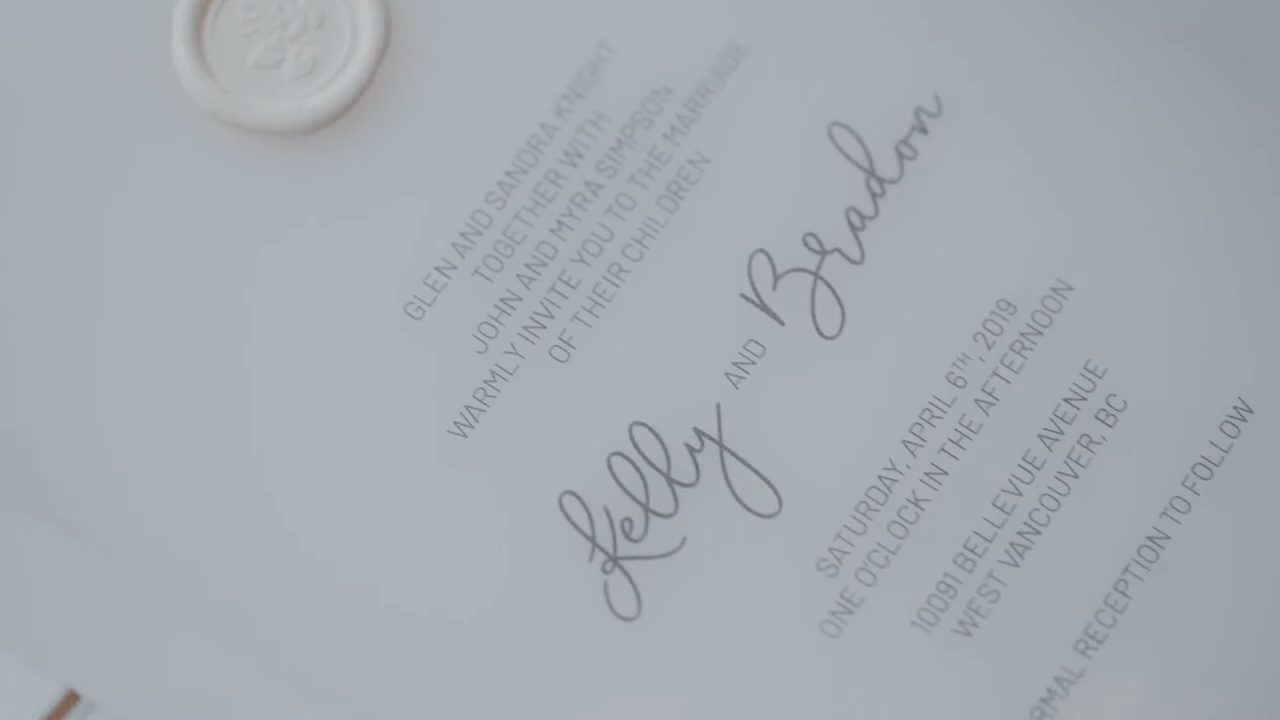 GLEN AND SANDRA KNIGHT
TOGETHER WITH
JOHN AND MYRA SIMPSON
WARMLY INVITE YOU TO THE MARRIAGE
OF THEIR CHILDREN
Kelly AND Bradon
SATURDAY, APRIL 6TH, 2019
ONE O'CLOCK IN THE AFTERNOON
10091 BELLEVUE AVENUE
WEST VANCOUVER, BC
RECEPTION TO FOLLOW